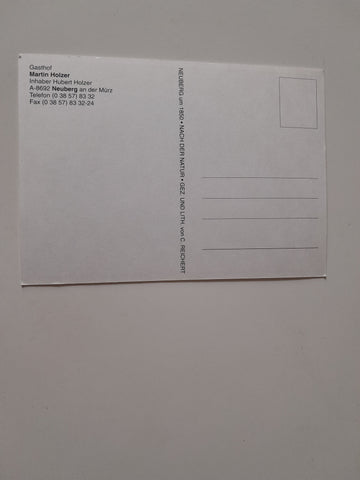 Gasthof
Martin Holzer
Inhaber Hubert Holzer
A-8692 Neuberg an der Mürz
Telefon (0 38 57) 83 32
Fax (0 38 57) 83 32-24
NEUBERG um 1850 • NACH DER NATUR • GEZ. UND LITH. von C. REICHERT